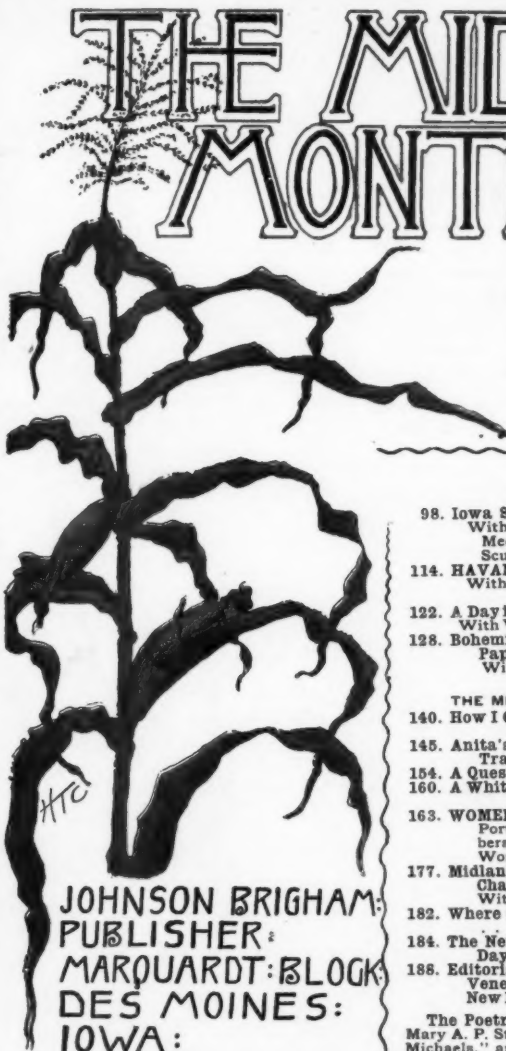 THE MID
MONT
HTC
JOHNSON BRIGHAM:
PUBLISHER:
MARQUARDT:BLOCK
DES MOINES:
IOWA:
98. Iowa S
With
Me
Scu
114. HAVA
With
122. A Day i
With V
128. Bohemi
Pap
Wi
THE M
140. How I
145. Anita's
Tra
154. A Ques
160. A Whit
163. WOME
Por
bers
Wo
177. Midlan
Cha
Wit
182. Where
184. The Ne
Day
188. Editori
Vene
New
The Poetr
Mary A. P. St
Michaels," a